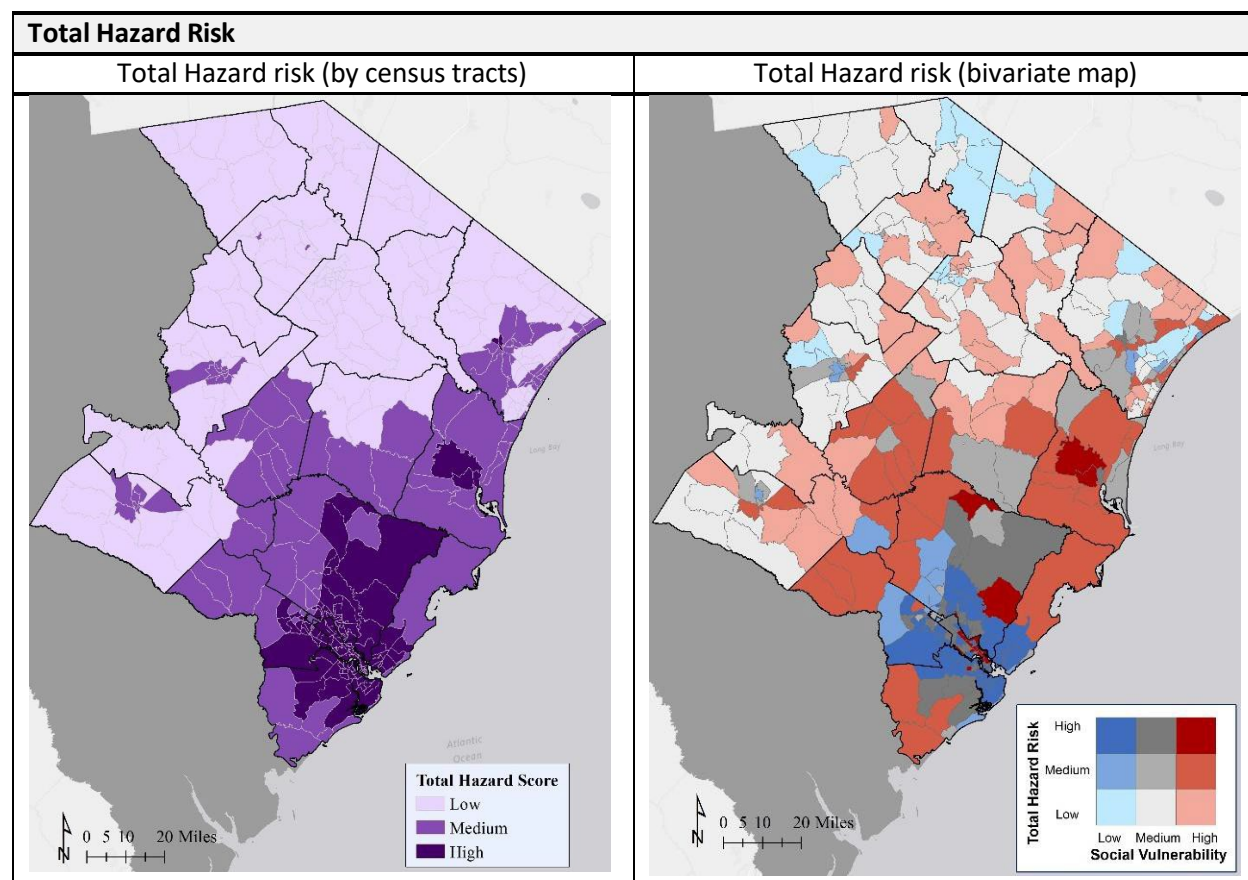 Total Hazard Risk
Total Hazard risk (by census tracts)
Total Hazard risk (bivariate map)
Long Bay
Atlantic
Ocean
Total Hazard Score
Low
Medium
High
N
0 5 10 20 Miles
Long Bay
Total Hazard Risk
High
Medium
Low
Low Medium High
Social Vulnerability
N
0 5 10 20 Miles